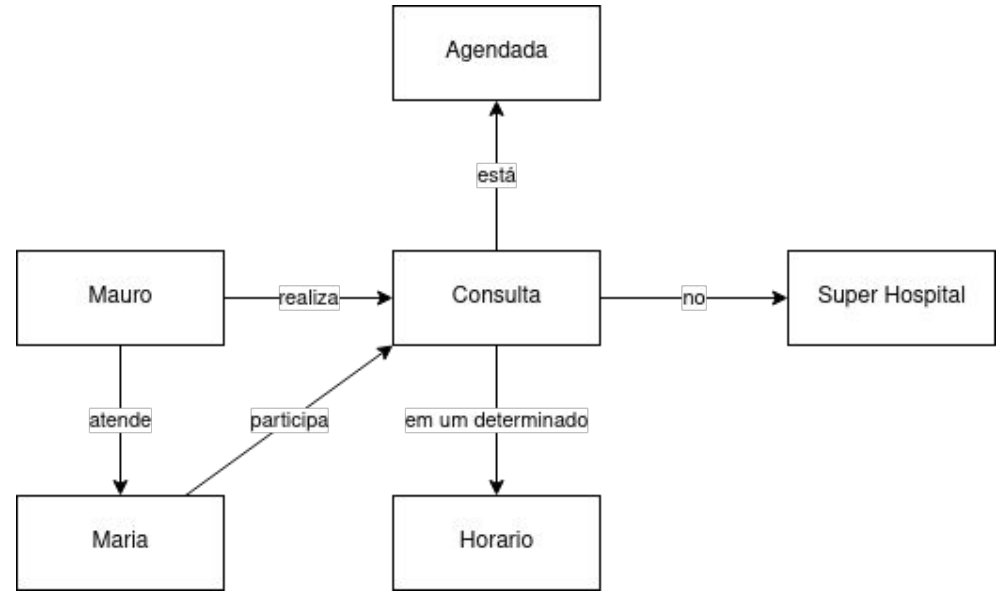 Agendada
está
Mauro
realiza
Consulta
no
Super Hospital
atende
participa
em um determinado
Maria
Horario